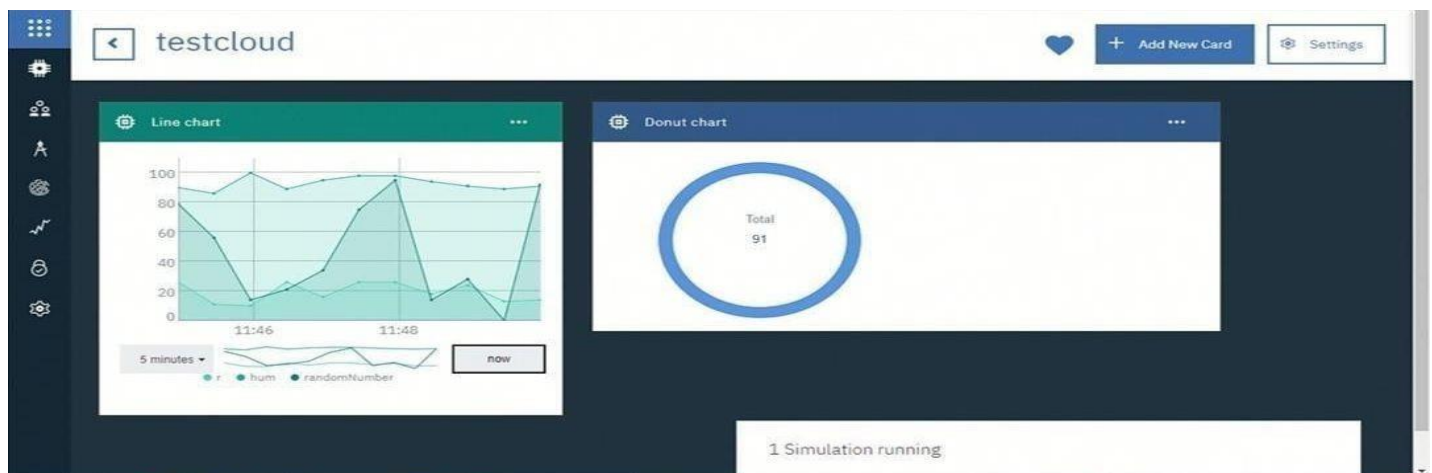 testcloud
+ Add New Card
Settings
Line chart
...
Donut chart
...
100
80
60
40
20
0
11:46
11:48
5 minutes
now
r
hum
randomNumber
Total
91
1 Simulation running